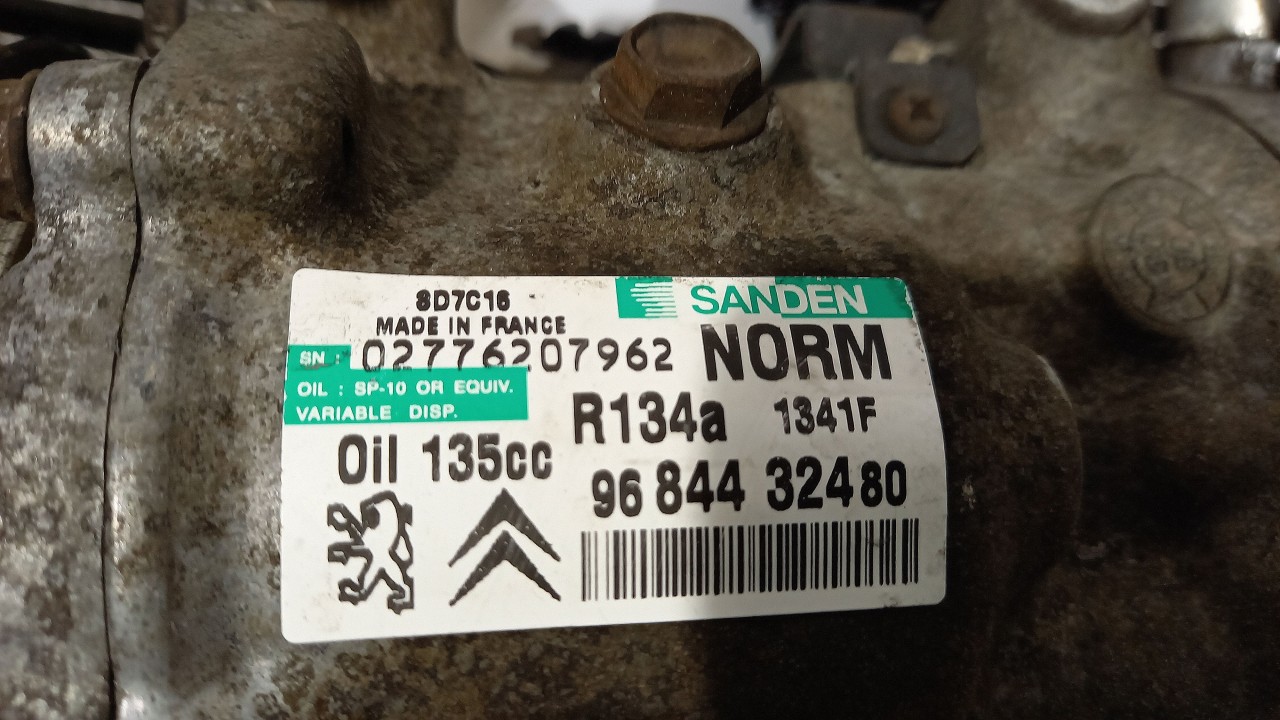 SD7C16
MADE IN FRANCE
SANDEN
SN : 02776207962
NORM
OIL : SP-10 OR EQUIV.
VARIABLE DISP.
R134a 1341F
Oil 135cc
96 844 324 80